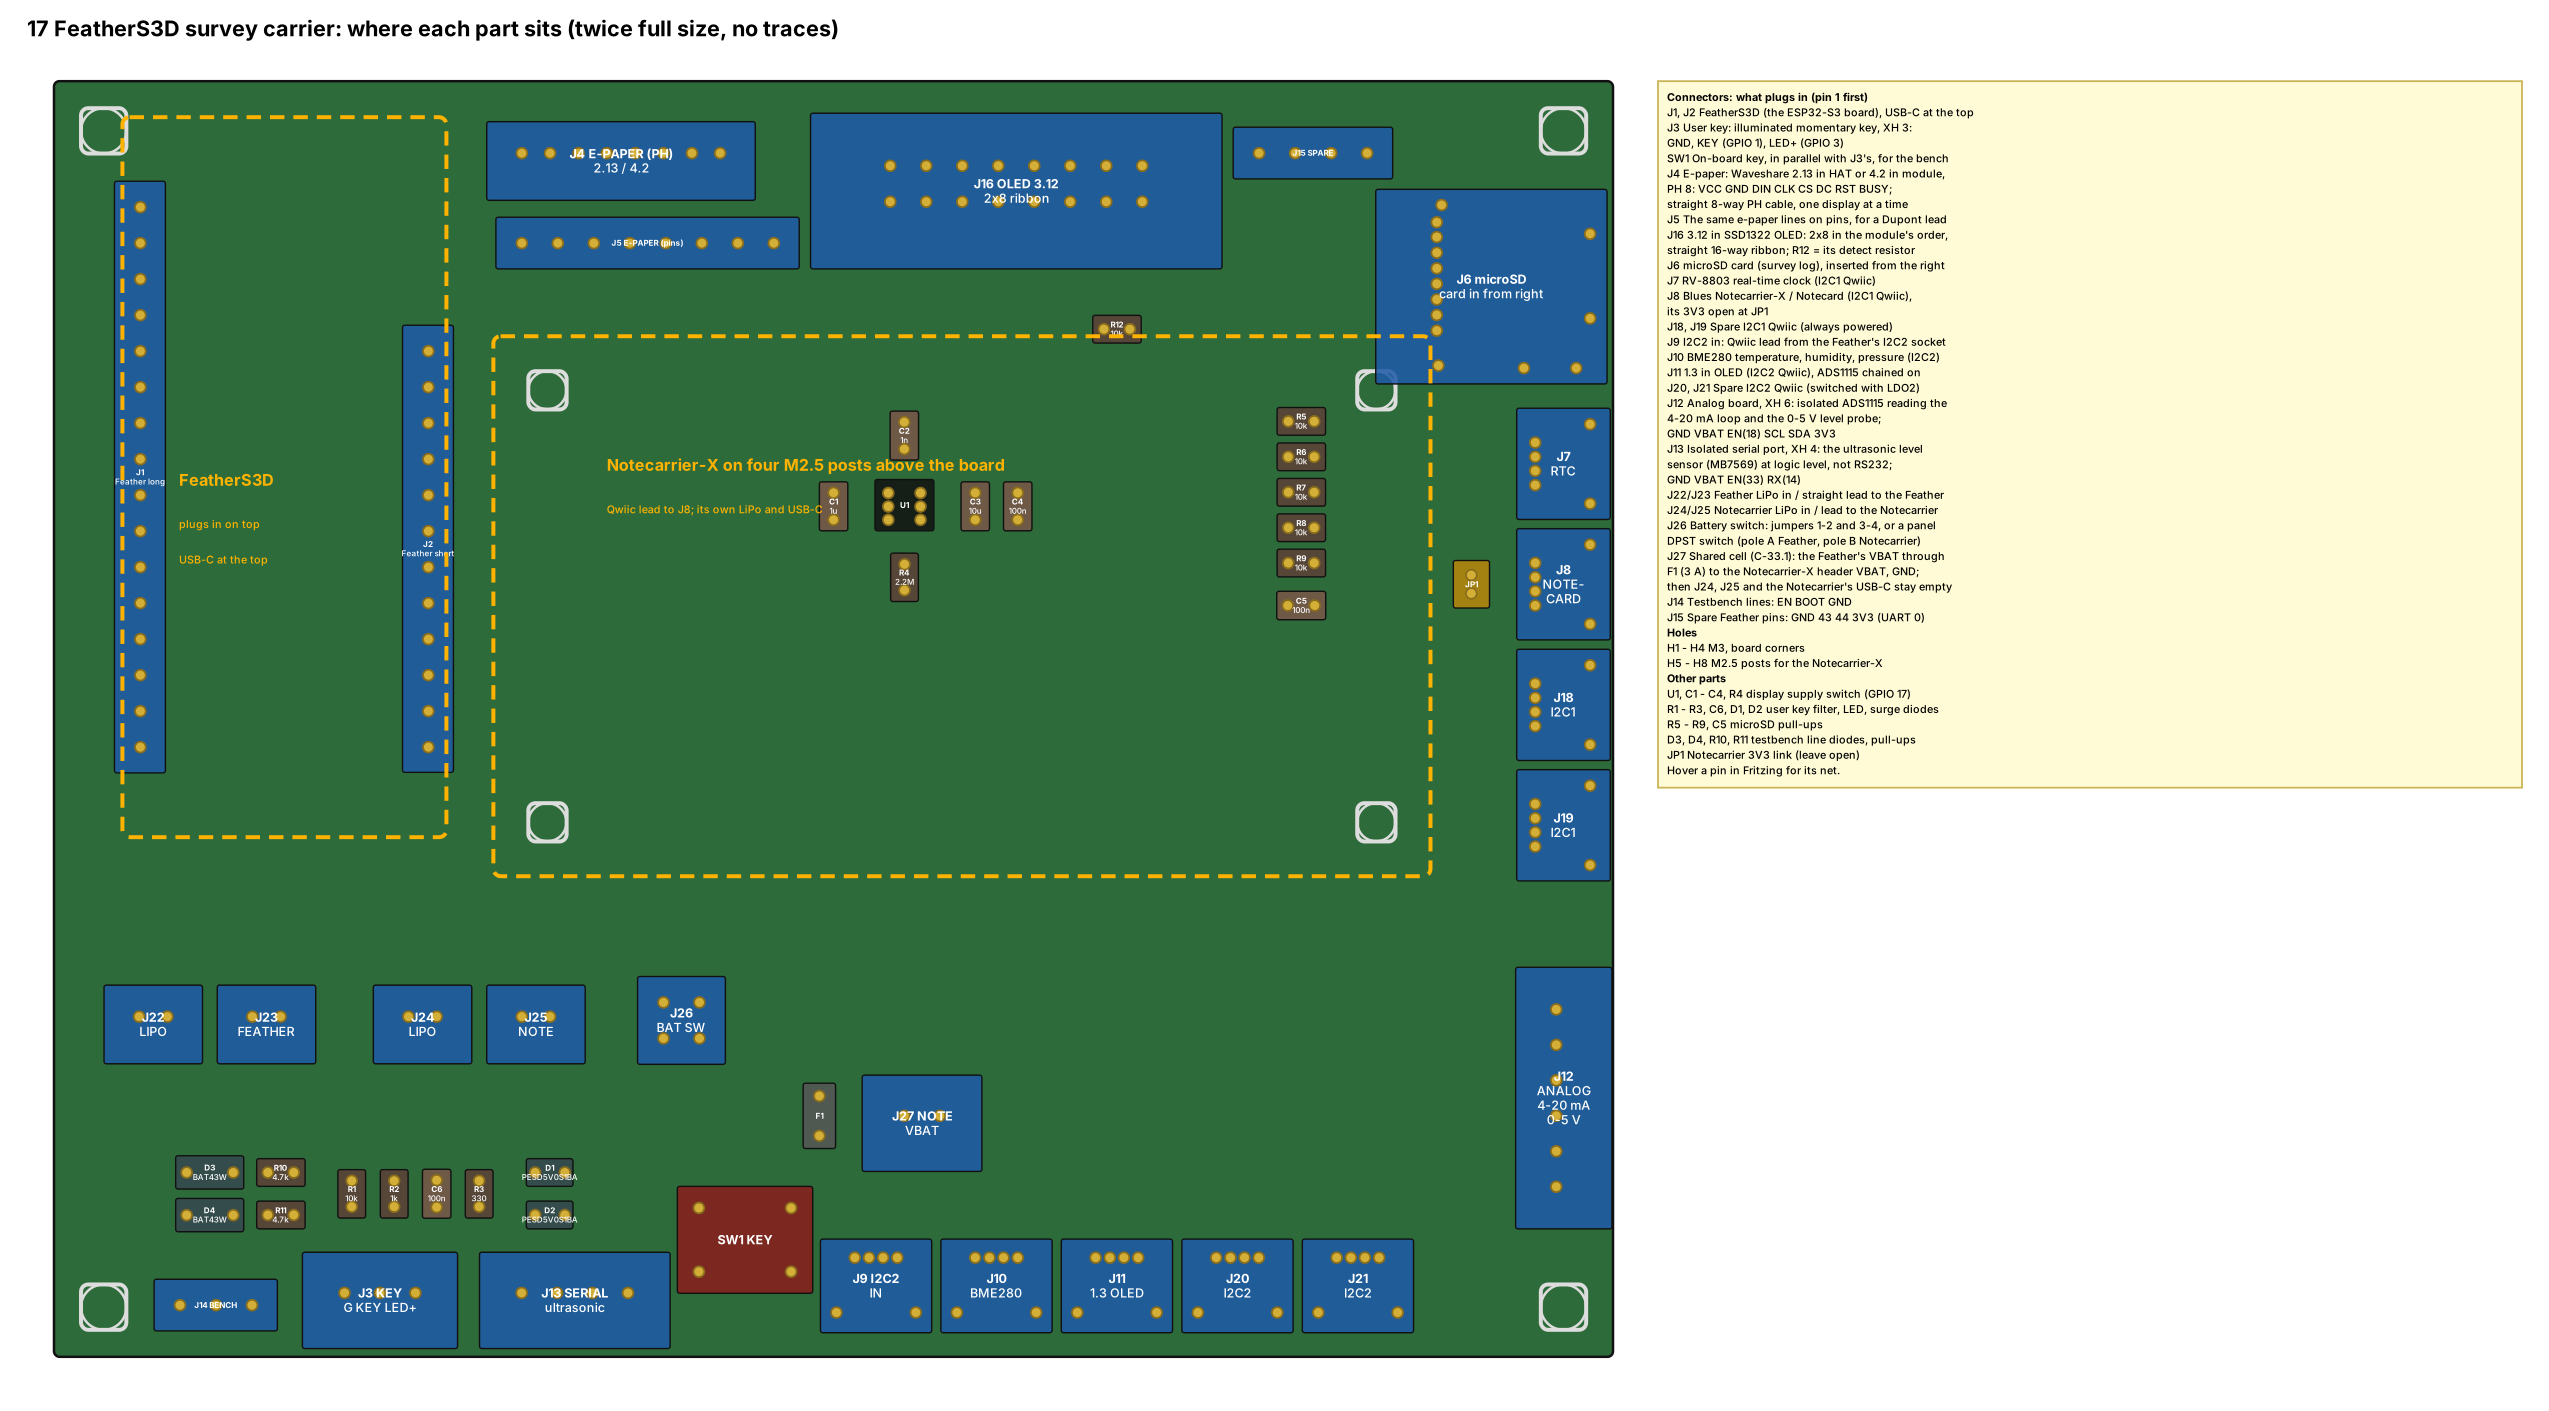 17 FeatherS3D survey carrier: where each part sits (twice full size, no traces)
J4 E-PAPER (PH)
2.13 / 4.2
J5 E-PAPER (pins)
J16 OLED 3.12
2x8 ribbon
J15 SPARE
J6 microSD
card in from right
R12
10k
J1
Feather long
FeatherS3D
plugs in on top
USB-C at the top
J2
Feather short
Notecarrier-X on four M2.5 posts above the board
Qwiic lead to J8; its own LiPo and USB-C
C2
1n
C1
1u
U1
C3
10u
C4
100n
R4
2.2M
R5
10k
R6
10k
R7
10k
R8
10k
R9
10k
C5
100n
JP1
J7
RTC
J8
NOTE-
CARD
J18
I2C1
J19
I2C1
J22
LIPO
J23
FEATHER
J24
LIPO
J25
NOTE
J26
BAT SW
F1
J27 NOTE
VBAT
J12
ANALOG
4-20 mA
0-5 V
D3
BAT43W
R10
4.7k
D4
BAT43W
R11
4.7k
R1
10k
R2
1k
C6
100n
R3
330
D1
PESD5V0S1BA
D2
PESD5V0S1BA
SW1 KEY
J14 BENCH
J3 KEY
G KEY LED+
J13 SERIAL
ultrasonic
J9 I2C2
IN
J10
BME280
J11
1.3 OLED
J20
I2C2
J21
I2C2
Connectors: what plugs in (pin 1 first)
J1, J2 FeatherS3D (the ESP32-S3 board), USB-C at the top
J3 User key: illuminated momentary key, XH 3:
GND, KEY (GPIO 1), LED+ (GPIO 3)
SW1 On-board key, in parallel with J3's, for the bench
J4 E-paper: Waveshare 2.13 in HAT or 4.2 in module,
PH 8: VCC GND DIN CLK CS DC RST BUSY;
straight 8-way PH cable, one display at a time
J5 The same e-paper lines on pins, for a Dupont lead
J16 3.12 in SSD1322 OLED: 2x8 in the module's order,
straight 16-way ribbon; R12 = its detect resistor
J6 microSD card (survey log), inserted from the right
J7 RV-8803 real-time clock (I2C1 Qwiic)
J8 Blues Notecarrier-X / Notecard (I2C1 Qwiic),
its 3V3 open at JP1
J18, J19 Spare I2C1 Qwiic (always powered)
J9 I2C2 in: Qwiic lead from the Feather's I2C2 socket
J10 BME280 temperature, humidity, pressure (I2C2)
J11 1.3 in OLED (I2C2 Qwiic), ADS1115 chained on
J20, J21 Spare I2C2 Qwiic (switched with LDO2)
J12 Analog board, XH 6: isolated ADS1115 reading the
4-20 mA loop and the 0-5 V level probe;
GND VBAT EN(18) SCL SDA 3V3
J13 Isolated serial port, XH 4: the ultrasonic level
sensor (MB7569) at logic level, not RS232;
GND VBAT EN(33) RX(14)
J22/J23 Feather LiPo in / straight lead to the Feather
J24/J25 Notecarrier LiPo in / lead to the Notecarrier
J26 Battery switch: jumpers 1-2 and 3-4, or a panel
DPST switch (pole A Feather, pole B Notecarrier)
J27 Shared cell (C-33.1): the Feather's VBAT through
F1 (3 A) to the Notecarrier-X header VBAT, GND;
then J24, J25 and the Notecarrier's USB-C stay empty
J14 Testbench lines: EN BOOT GND
J15 Spare Feather pins: GND 43 44 3V3 (UART 0)
Holes
H1 - H4 M3, board corners
H5 - H8 M2.5 posts for the Notecarrier-X
Other parts
U1, C1 - C4, R4 display supply switch (GPIO 17)
R1 - R3, C6, D1, D2 user key filter, LED, surge diodes
R5 - R9, C5 microSD pull-ups
D3, D4, R10, R11 testbench line diodes, pull-ups
JP1 Notecarrier 3V3 link (leave open)
Hover a pin in Fritzing for its net.